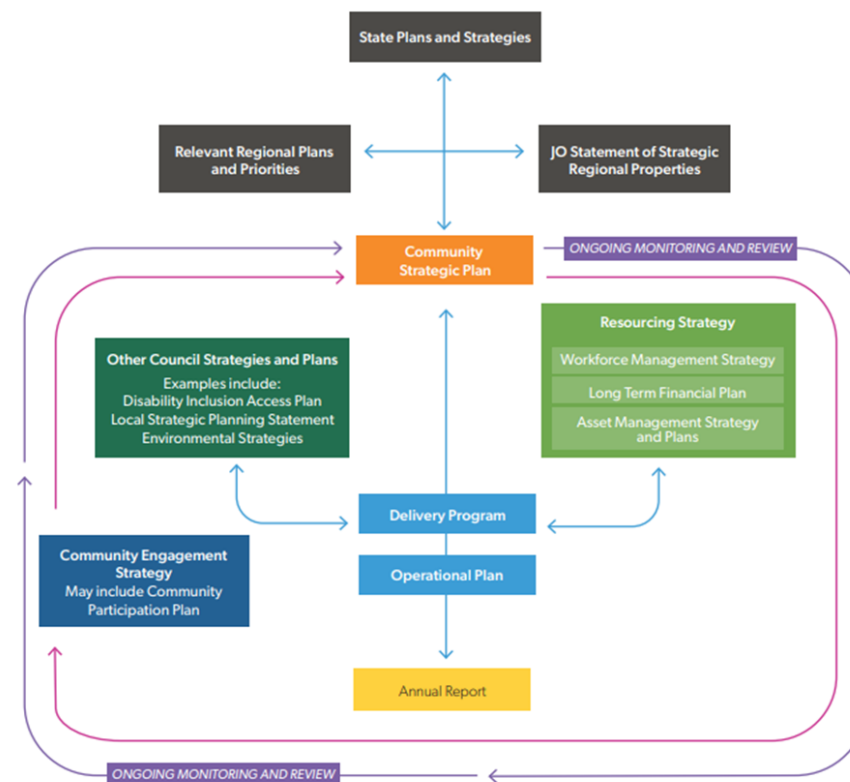 State Plans and Strategies
Relevant Regional Plans
and Priorities
JO Statement of Strategic
Regional Properties
Community
Strategic Plan
ONGOING MONITORING AND REVIEW
Resourcing Strategy
Workforce Management Strategy
Long Term Financial Plan
Asset Management Strategy
and Plans
Other Council Strategies and Plans
Examples include:
Disability Inclusion Access Plan
Local Strategic Planning Statement
Environmental Strategies
Delivery Program
Community Engagement
Strategy
May include Community
Participation Plan
Operational Plan
Annual Report
ONGOING MONITORING AND REVIEW